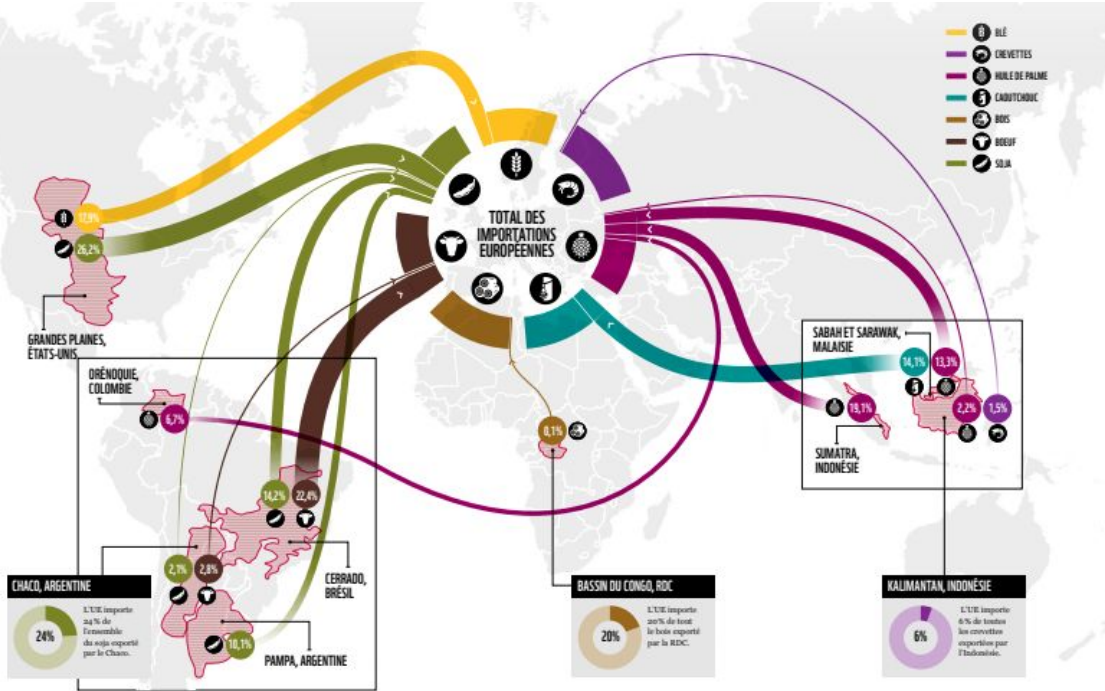 BLÉ
CREVETTES
HUILE DE PALME
CAOUTCHOUC
BOIS
BOEUF
SOJA
TOTAL DES
IMPORTATIONS
EUROPÉENNES
12,9%
26,2%
GRANDES PLAINES,
ÉTATS-UNIS
ORÉNOQUIE,
COLOMBIE
6,7%
14,2%
22,4%
CERRADO,
BRÉSIL
2,1%
2,8%
10,1%
PAMPA, ARGENTINE
0,1%
SABAH ET SARAWAK,
MALAISIE
14,1%
13,3%
19,1%
2,2%
1,5%
SUMATRA,
INDONÉSIE
CHACO, ARGENTINE
24%
L'UE importe
24% de
l'ensemble
du soja exporté
par le Chaco.
BASSIN DU CONGO, RDC
20%
L'UE importe
20% de tout
le bois exporté
par la RDC.
KALIMANTAN, INDONÉSIE
6%
L'UE importe
6% de toutes
les crevettes
exportées par
l'Indonésie.